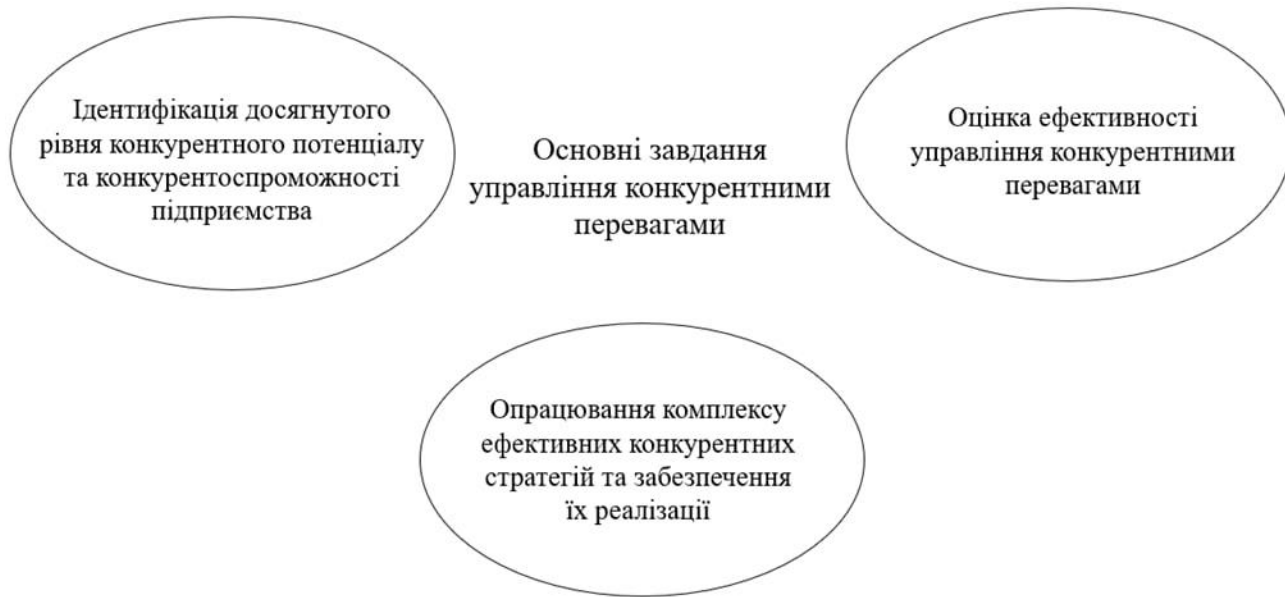 Ідентифікація досягнутого
рівня конкурентного потенціалу
та конкурентоспроможності
підприємства
Основні завдання
управління конкурентними
перевагами
Оцінка ефективності
управління конкурентними
перевагами
Опрацювання комплексу
ефективних конкурентних
стратегій та забезпечення
їх реалізації